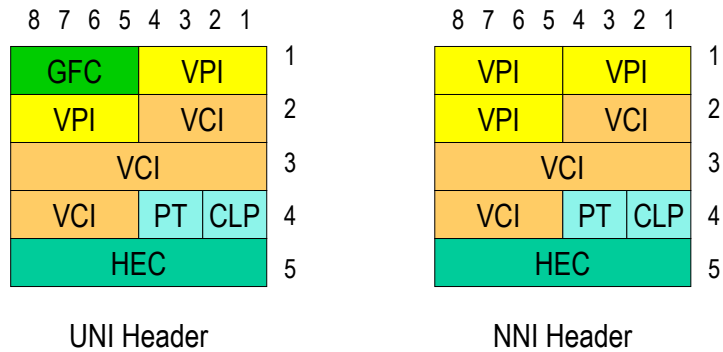 8 7 6 5 4 3 2 1
GFC VPI 1
VPI VCI 2
VCI 3
VCI PT CLP 4
HEC 5
UNI Header
8 7 6 5 4 3 2 1
VPI VPI 1
VPI VCI 2
VCI 3
VCI PT CLP 4
HEC 5
NNI Header